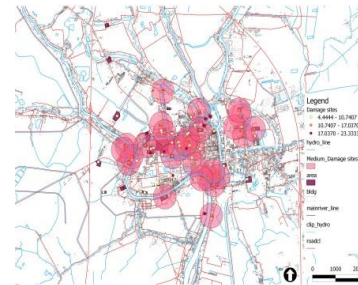 Legend
Damage sites
4.4444 - 10.7407
10.7407 - 17.0370
17.0370 - 23.3333
hydro_line
Medium_Damage sites
area
bldg
mainriver_line
clip_hydro
roadcl
0 1000